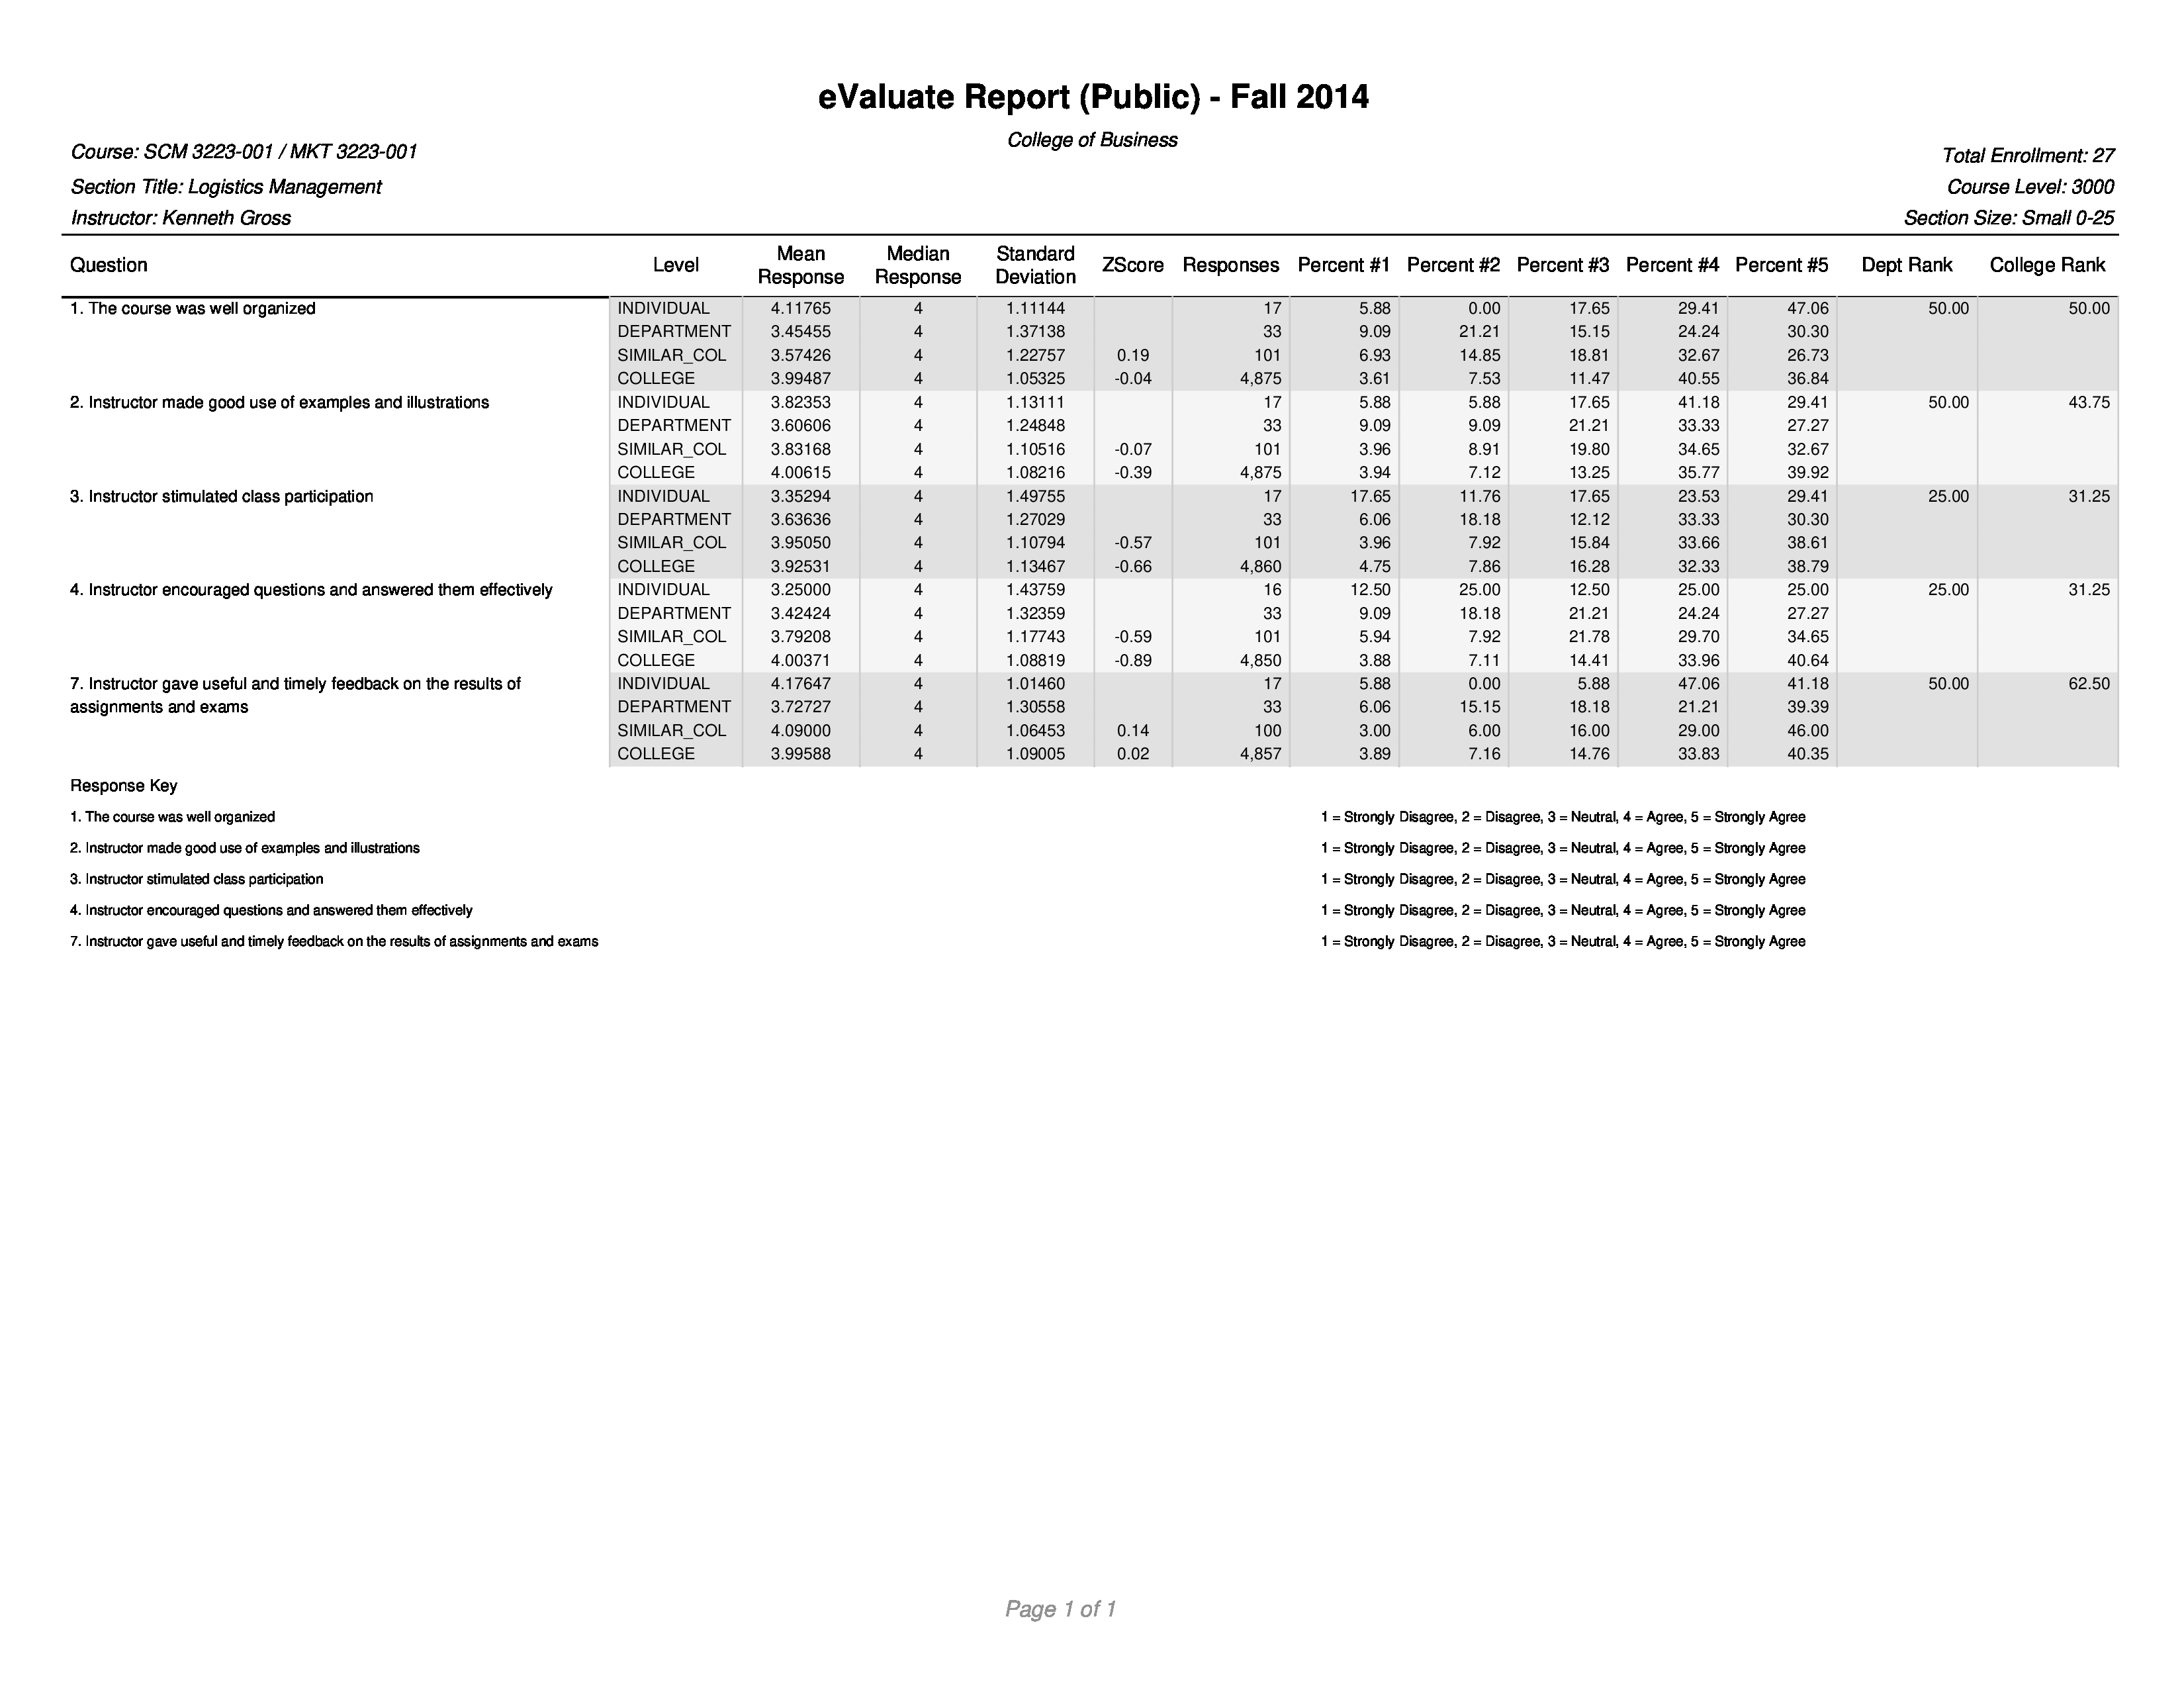 eValuate Report (Public) - Fall 2014
College of Business
Course: SCM 3223-001 / MKT 3223-001
Total Enrollment: 27
Section Title: Logistics Management
Course Level: 3000
Instructor: Kenneth Gross
Section Size: Small 0-25
Question Level Mean Response Median Response Standard Deviation ZScore Responses Percent #1 Percent #2 Percent #3 Percent #4 Percent #5 Dept Rank College Rank
1. The course was well organized INDIVIDUAL 4.11765 4 1.11144 17 5.88 0.00 17.65 29.41 47.06 50.00 50.00
DEPARTMENT 3.45455 4 1.37138 33 9.09 21.21 15.15 24.24 30.30
SIMILAR_COL 3.57426 4 1.22757 0.19 101 6.93 14.85 18.81 32.67 26.73
COLLEGE 3.99487 4 1.05325 -0.04 4,875 3.61 7.53 11.47 40.55 36.84
2. Instructor made good use of examples and illustrations INDIVIDUAL 3.82353 4 1.13111 17 5.88 5.88 17.65 41.18 29.41 50.00 43.75
DEPARTMENT 3.60606 4 1.24848 33 9.09 9.09 21.21 33.33 27.27
SIMILAR_COL 3.83168 4 1.10516 -0.07 101 3.96 8.91 19.80 34.65 32.67
COLLEGE 4.00615 4 1.08216 -0.39 4,875 3.94 7.12 13.25 35.77 39.92
3. Instructor stimulated class participation INDIVIDUAL 3.35294 4 1.49755 17 17.65 11.76 17.65 23.53 29.41 25.00 31.25
DEPARTMENT 3.63636 4 1.27029 33 6.06 18.18 12.12 33.33 30.30
SIMILAR_COL 3.95050 4 1.10794 -0.57 101 3.96 7.92 15.84 33.66 38.61
COLLEGE 3.92531 4 1.13467 -0.66 4,860 4.75 7.86 16.28 32.33 38.79
4. Instructor encouraged questions and answered them effectively INDIVIDUAL 3.25000 4 1.43759 16 12.50 25.00 12.50 25.00 25.00 25.00 31.25
DEPARTMENT 3.42424 4 1.32359 33 9.09 18.18 21.21 24.24 27.27
SIMILAR_COL 3.79208 4 1.17743 -0.59 101 5.94 7.92 21.78 29.70 34.65
COLLEGE 4.00371 4 1.08819 -0.89 4,850 3.88 7.11 14.41 33.96 40.64
7. Instructor gave useful and timely feedback on the results of INDIVIDUAL 4.17647 4 1.01460 17 5.88 0.00 5.88 47.06 41.18 50.00 62.50
assignments and exams DEPARTMENT 3.72727 4 1.30558 33 6.06 15.15 18.18 21.21 39.39
SIMILAR_COL 4.09000 4 1.06453 0.14 100 3.00 6.00 16.00 29.00 46.00
COLLEGE 3.99588 4 1.09005 0.02 4,857 3.89 7.16 14.76 33.83 40.35
Response Key
1. The course was well organized 1 = Strongly Disagree, 2 = Disagree, 3 = Neutral, 4 = Agree, 5 = Strongly Agree
2. Instructor made good use of examples and illustrations 1 = Strongly Disagree, 2 = Disagree, 3 = Neutral, 4 = Agree, 5 = Strongly Agree
3. Instructor stimulated class participation 1 = Strongly Disagree, 2 = Disagree, 3 = Neutral, 4 = Agree, 5 = Strongly Agree
4. Instructor encouraged questions and answered them effectively 1 = Strongly Disagree, 2 = Disagree, 3 = Neutral, 4 = Agree, 5 = Strongly Agree
7. Instructor gave useful and timely feedback on the results of assignments and exams 1 = Strongly Disagree, 2 = Disagree, 3 = Neutral, 4 = Agree, 5 = Strongly Agree
Page 1 of 1